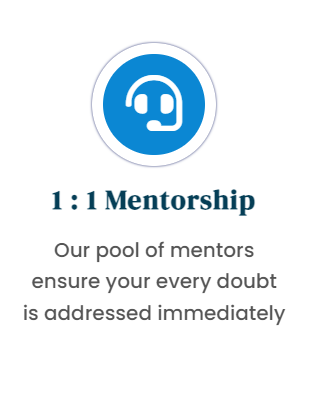 1 : 1 Mentorship
Our pool of mentors
ensure your every doubt
is addressed immediately